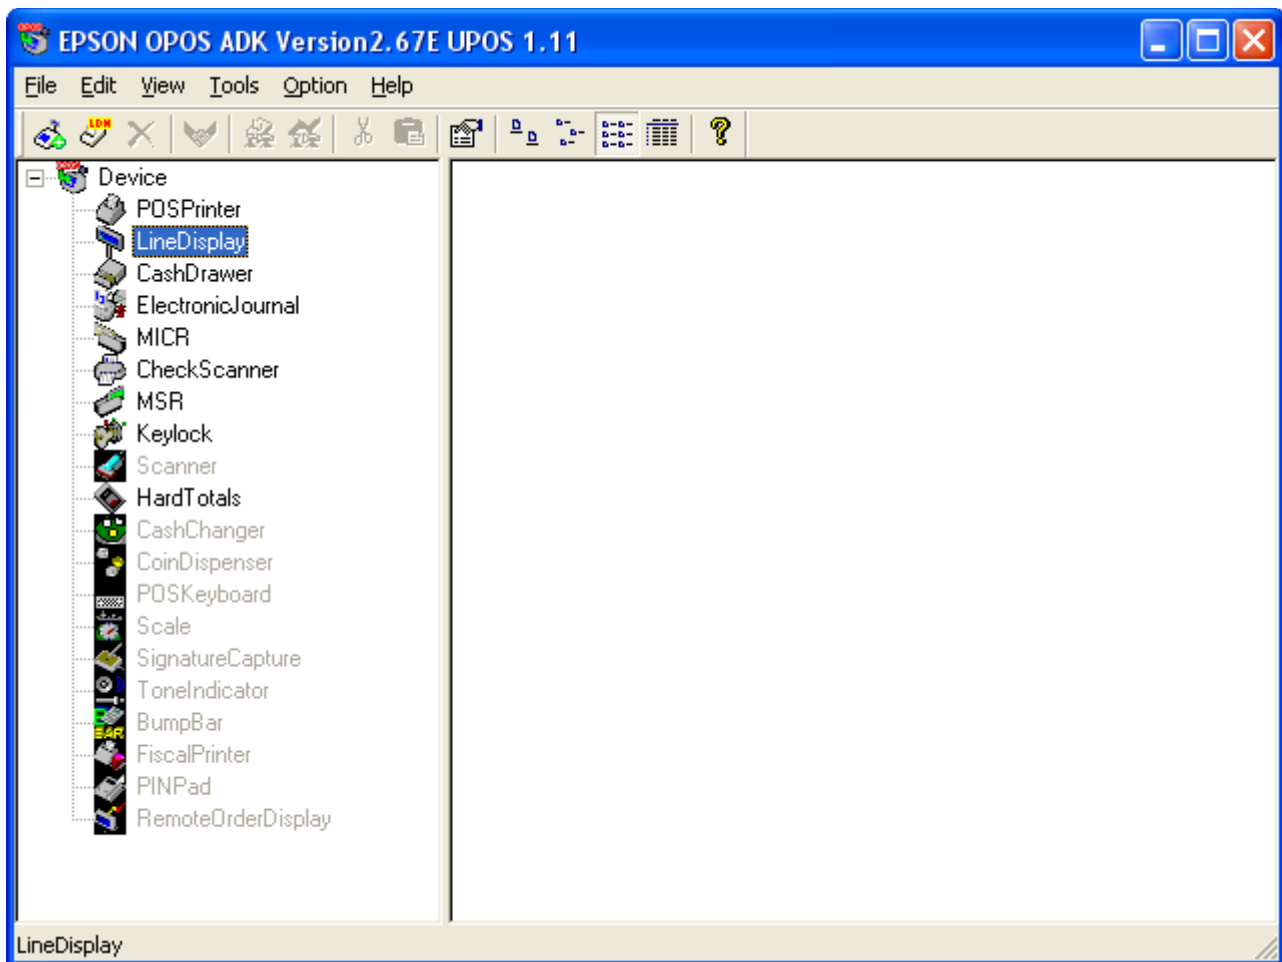 EPSON OPOS ADK Version2.67E UPOS 1.11
File Edit View Tools Option Help
LDN
?
Device
POSPrinter
LineDisplay
CashDrawer
ElectronicJournal
MICR
CheckScanner
MSR
Keylock
Scanner
HardTotals
CashChanger
CoinDispenser
POSKeyboard
Scale
SignatureCapture
ToneIndicator
BumpBar
FiscalPrinter
PINPad
RemoteOrderDisplay
LineDisplay